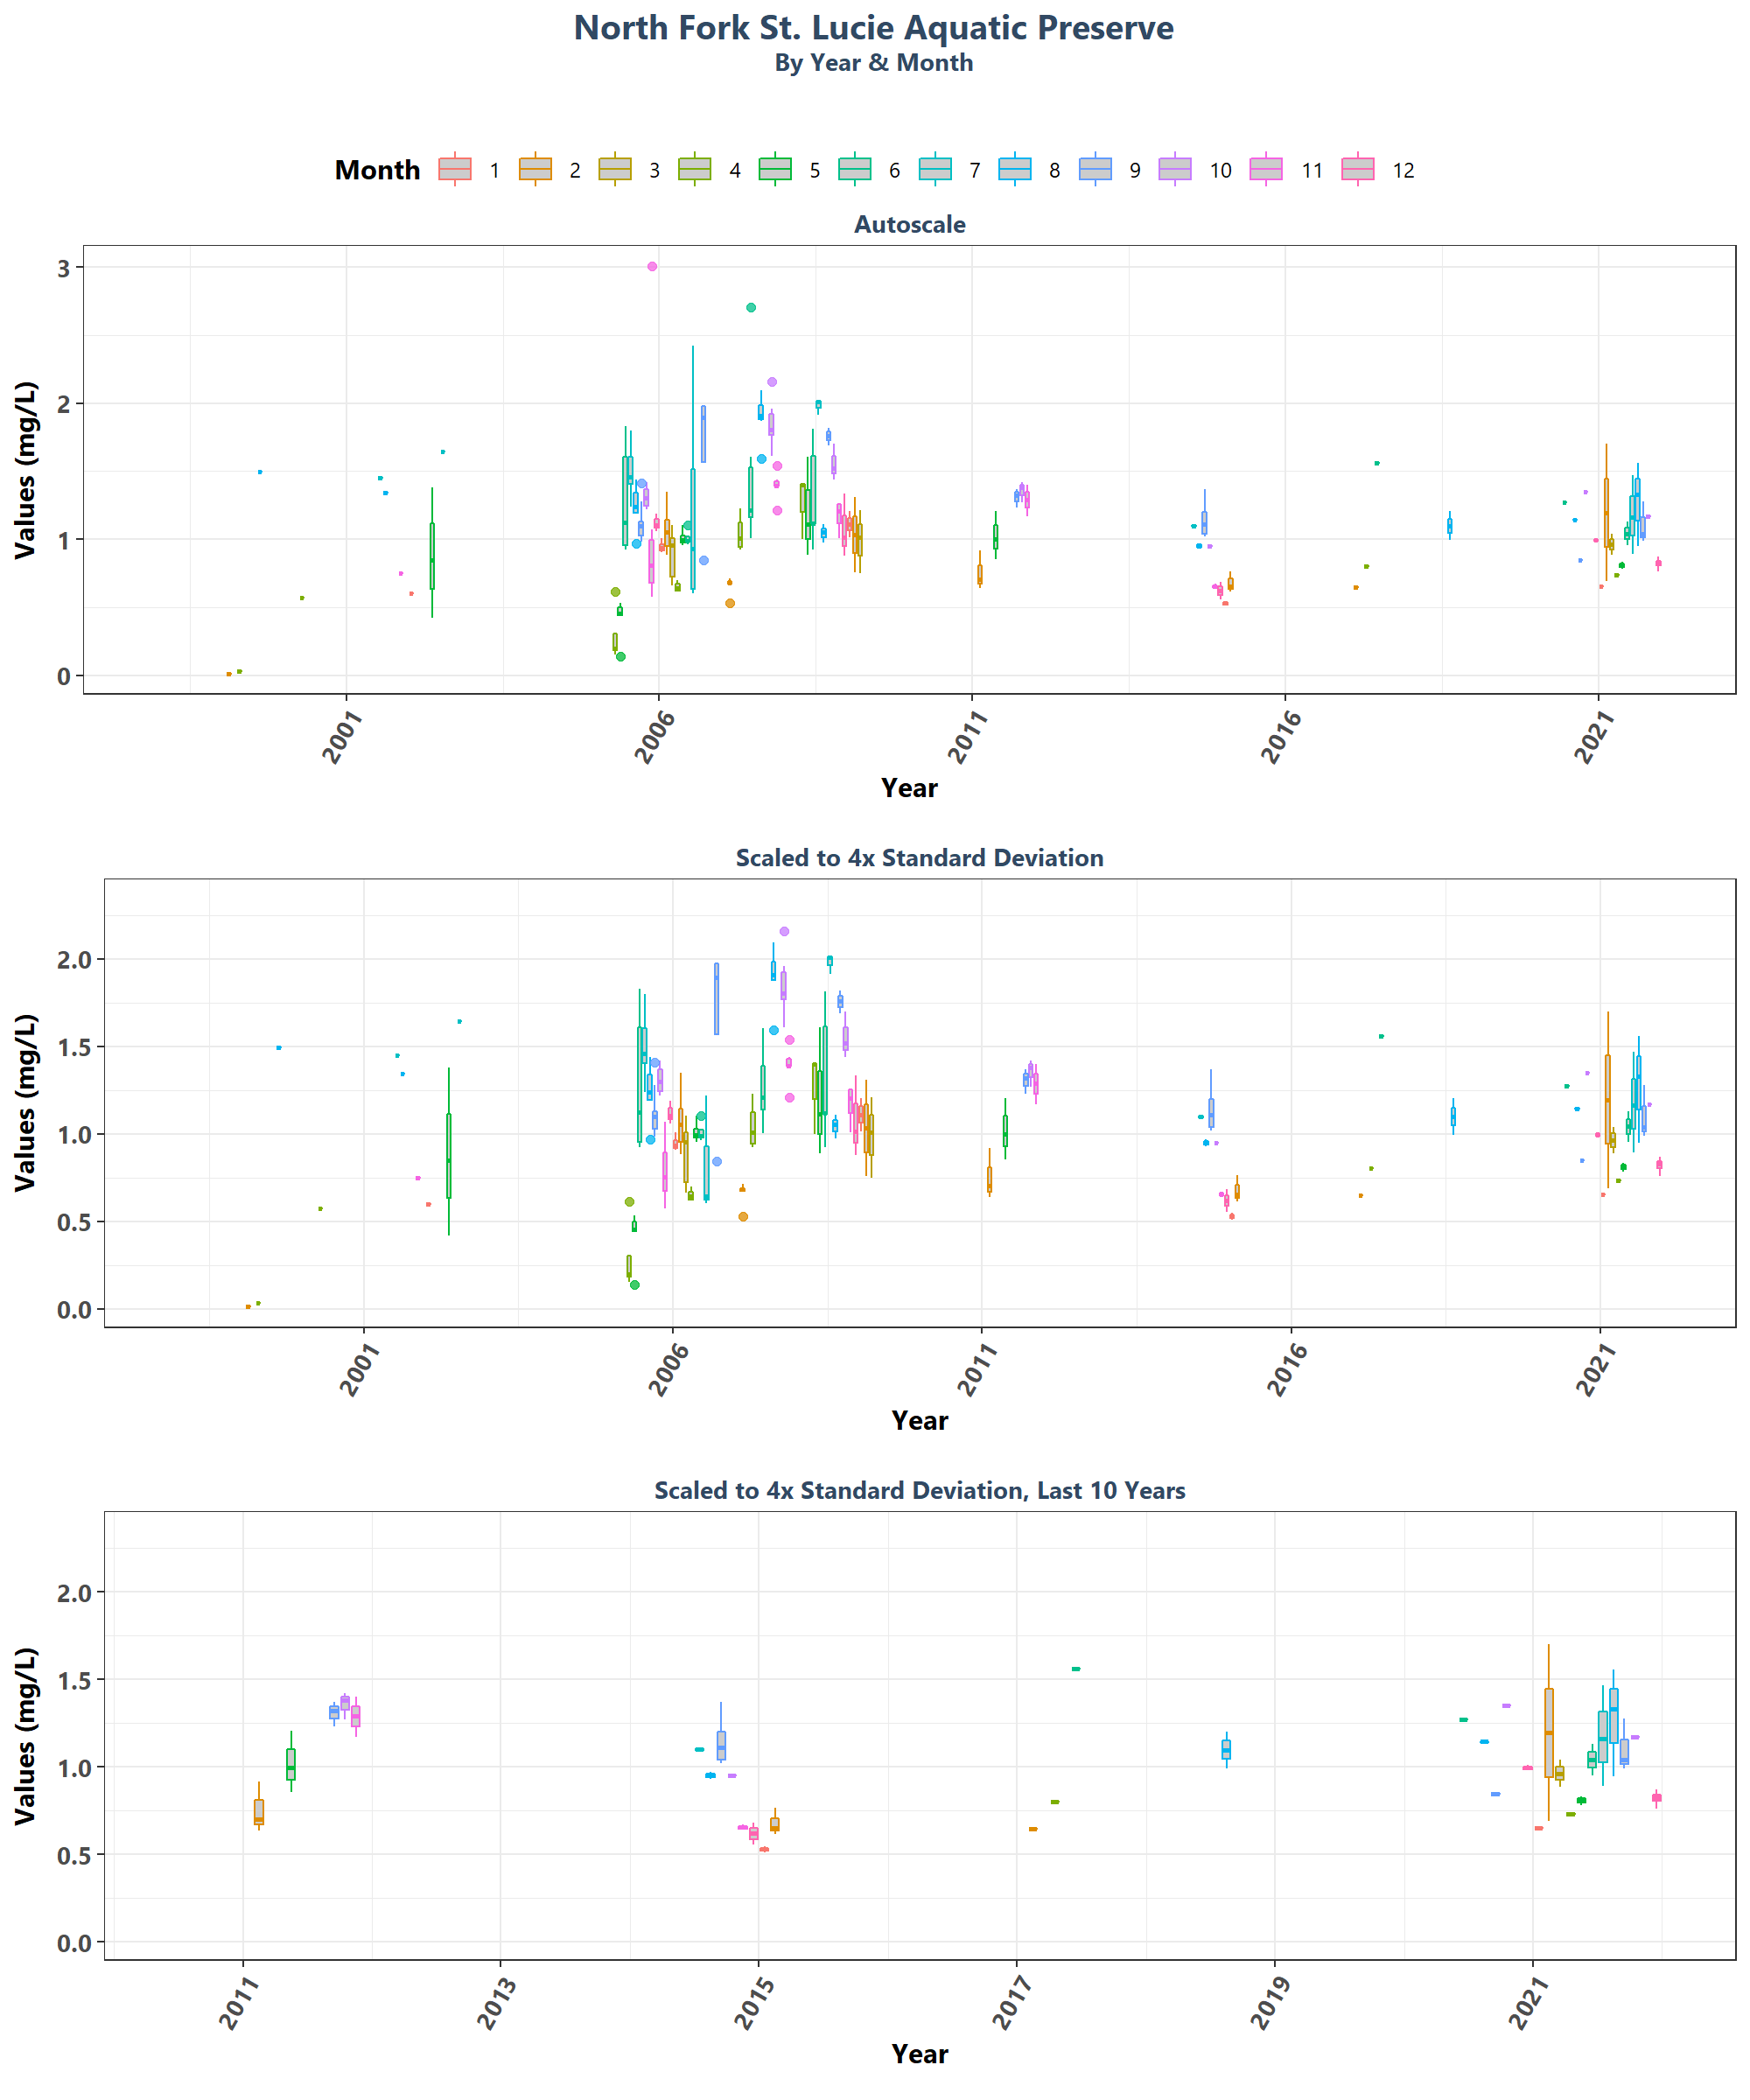 North Fork St. Lucie Aquatic Preserve
By Year & Month
Month 1 2 3 4 5 6 7 8 9 10 11 12
Autoscale
Values (mg/L)
3
2
1
0
2001 2006 2011 2016 2021
Year
Scaled to 4x Standard Deviation
Values (mg/L)
2.0
1.5
1.0
0.5
0.0
2001 2006 2011 2016 2021
Year
Scaled to 4x Standard Deviation, Last 10 Years
Values (mg/L)
2.0
1.5
1.0
0.5
0.0
2011 2013 2015 2017 2019 2021
Year